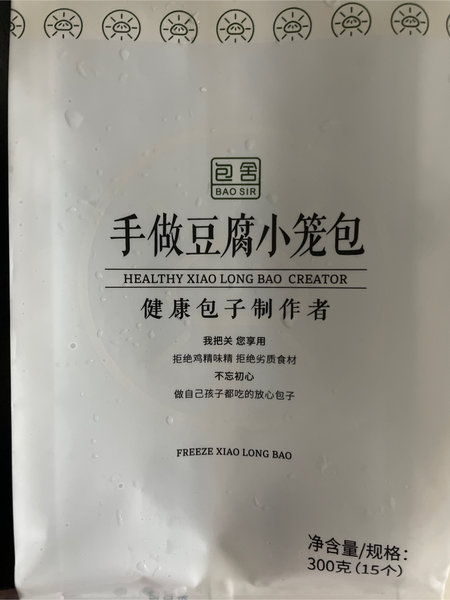 包舍
BAO SIR
手做豆腐小笼包
HEALTHY XIAO LONG BAO CREATOR
健康包子制作者
我把关 您享用
拒绝鸡精味精 拒绝劣质食材
不忘初心
做自己孩子都吃的放心包子
FREEZE XIAO LONG BAO
净含量/规格：
300克(15个)